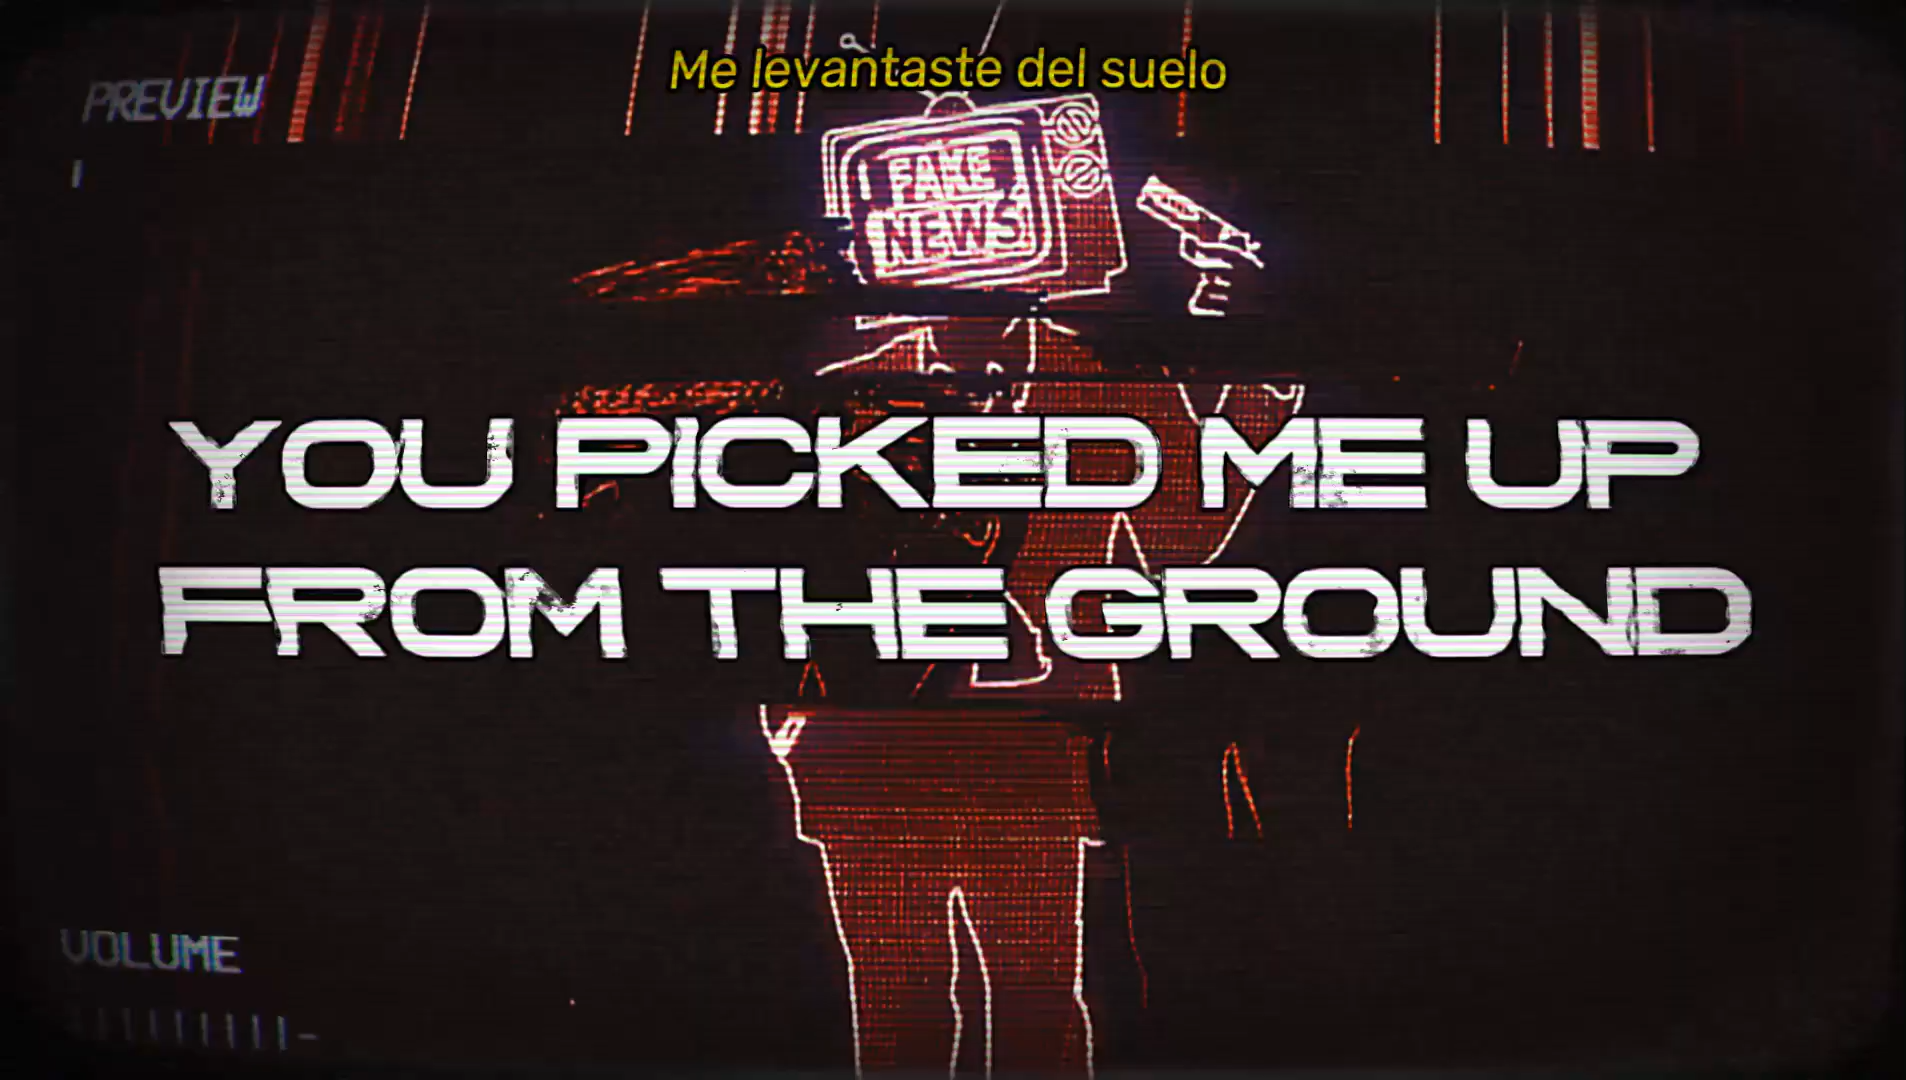 Me levantaste del suelo
PREVIEW
FAKE
NEWS
YOU PICKED ME UP
FROM THE GROUND
VOLUME